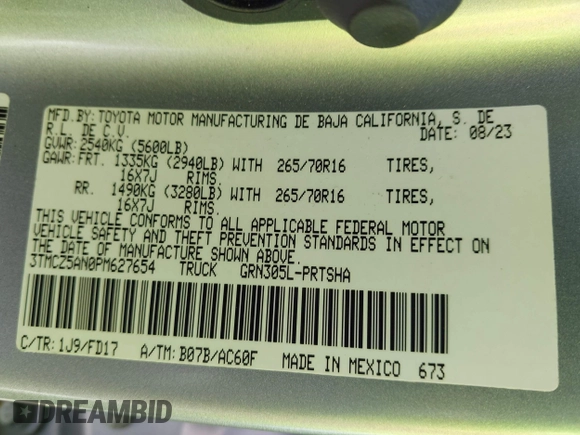 MFD.BY:TOYOTA MOTOR MANUFACTURING DE BAJA CALIFORNIA, S. DE
R.L. DE C.V. DATE: 08/23
GVWR:2540KG (5600LB)
GAWR:FRT. 1335KG (2940LB) WITH 265/70R16 TIRES,
16X7J RIMS.
RR. 1490KG (3280LB) WITH 265/70R16 TIRES,
16X7J RIMS.
THIS VEHICLE CONFORMS TO ALL APPLICABLE FEDERAL MOTOR
VEHICLE SAFETY AND THEFT PREVENTION STANDARDS IN EFFECT ON
THE DATE OF MANUFACTURE SHOWN ABOVE.
3TMCZ5AN0PM627654 TRUCK GRN305L-PRTSHA
C/TR: 1J9/FD17 A/TM: B07B/AC60F MADE IN MEXICO 673
DREAMBID